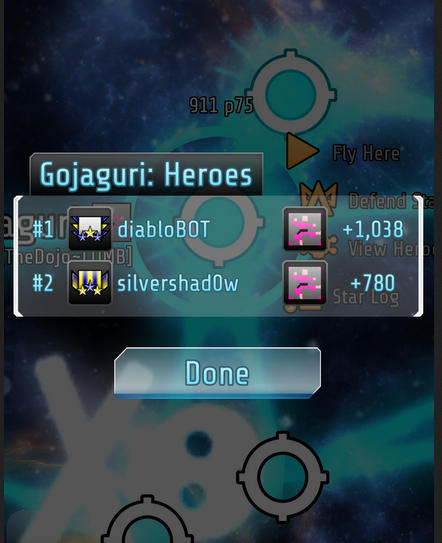 911 p75
Fly Here
Gojaguri: Heroes
Defend Sta
#1 diabloBOT +1,038
View Hero
TheDojo~[UMB]
#2 silvershad0w +780
Star Log
Done